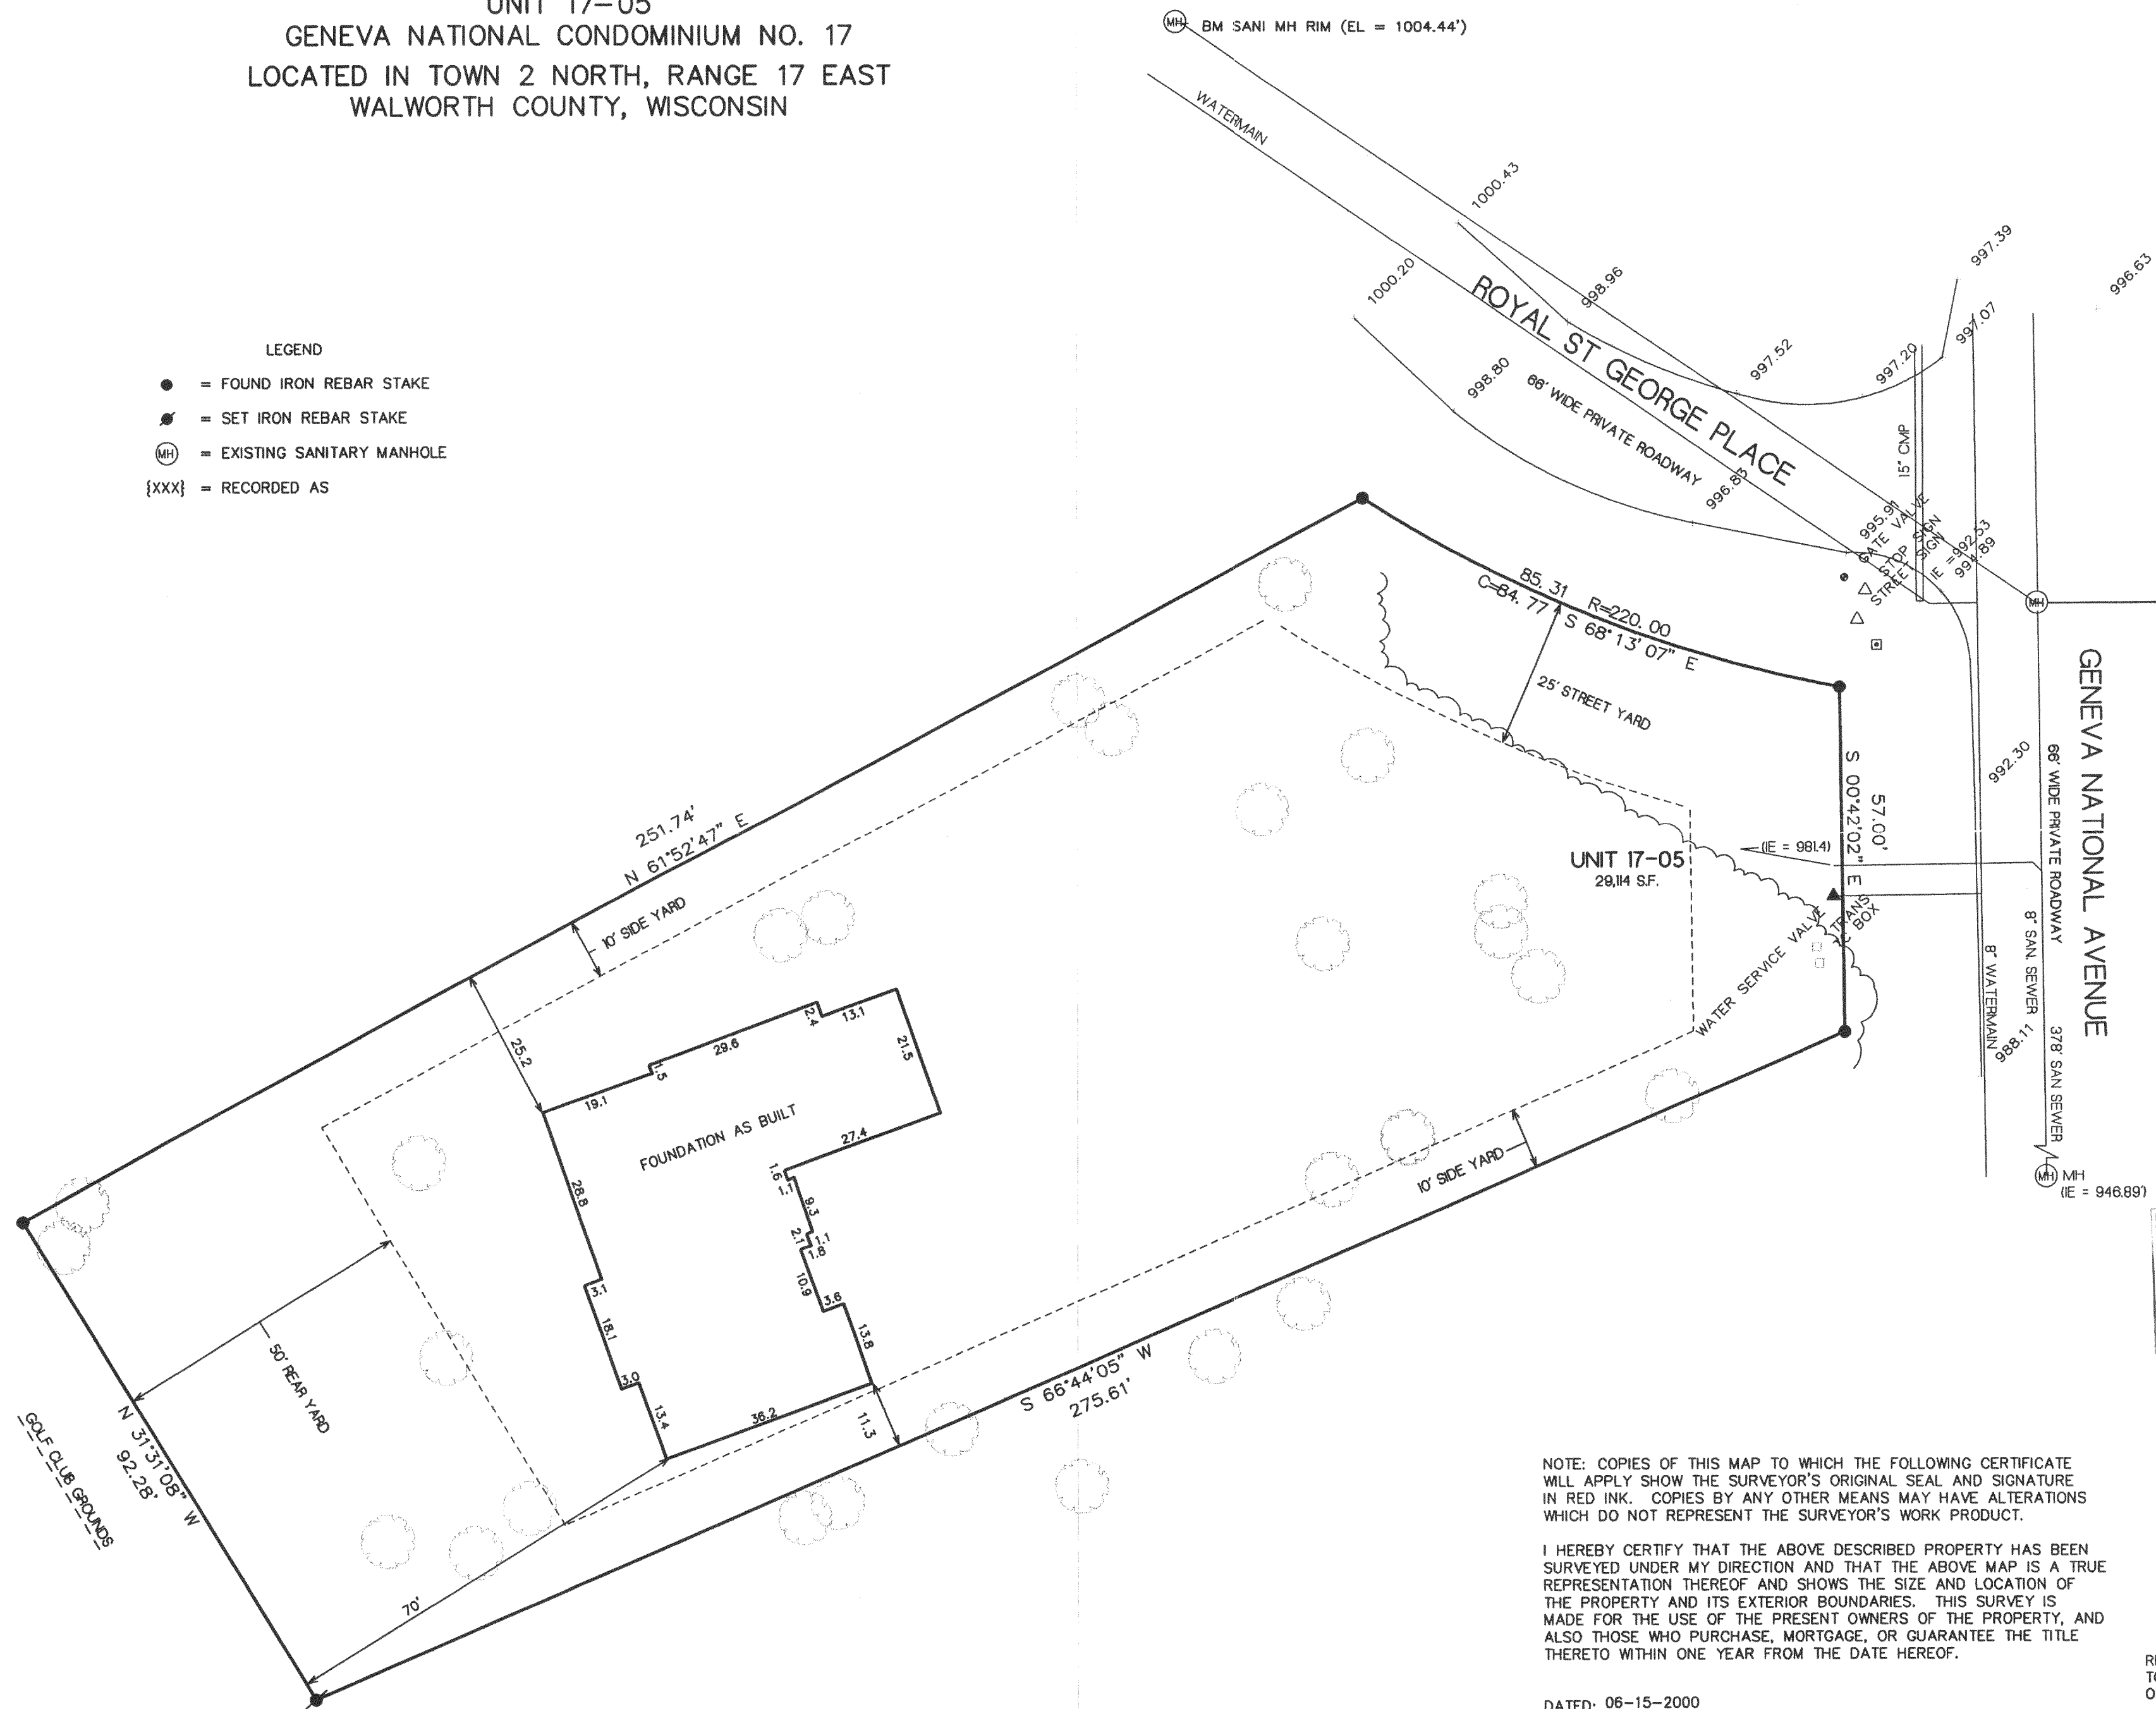 UNIT 17-05
GENEVA NATIONAL CONDOMINIUM NO. 17
LOCATED IN TOWN 2 NORTH, RANGE 17 EAST
WALWORTH COUNTY, WISCONSIN
MH BM SANI MH RIM (EL = 1004.44')
WATERMAIN
1000.43
1000.20
998.96
998.80
997.52
997.20
997.39
997.07
996.63
ROYAL ST GEORGE PLACE
66' WIDE PRIVATE ROADWAY
996.83
15" CMP
995.91
GATE VALVE
STOP SIGN
STREET SIGN
IE = 992.53
994.89
MH
LEGEND
= FOUND IRON REBAR STAKE
= SET IRON REBAR STAKE
MH = EXISTING SANITARY MANHOLE
{XXX} = RECORDED AS
85.31 R=220.00
C=84.77 S 68°13'07" E
25' STREET YARD
S 00°42'02" E
57.00'
992.30
GENEVA NATIONAL AVENUE
66' WIDE PRIVATE ROADWAY
8" SAN. SEWER
378' SAN SEWER
8" WATERMAIN
988.11
MH MH
(IE = 946.89')
(IE = 981.4)
UNIT 17-05
29,114 S.F.
TRANS
BOX
WATER SERVICE VALVE
251.74'
N 61°52'47" E
10' SIDE YARD
25.2
19.1
1.5
29.6
2.4
13.1
21.5
27.4
FOUNDATION AS BUILT
1.6
1.1
9.3
1.1
2.1
1.8
10.9
3.6
13.8
28.8
3.1
18.1
3.0
13.4
36.2
11.3
10' SIDE YARD
S 66°44'05" W
275.61'
50' REAR YARD
70'
N 31°31'08" W
92.28'
GOLF CLUB GROUNDS
NOTE: COPIES OF THIS MAP TO WHICH THE FOLLOWING CERTIFICATE
WILL APPLY SHOW THE SURVEYOR'S ORIGINAL SEAL AND SIGNATURE
IN RED INK. COPIES BY ANY OTHER MEANS MAY HAVE ALTERATIONS
WHICH DO NOT REPRESENT THE SURVEYOR'S WORK PRODUCT.
I HEREBY CERTIFY THAT THE ABOVE DESCRIBED PROPERTY HAS BEEN
SURVEYED UNDER MY DIRECTION AND THAT THE ABOVE MAP IS A TRUE
REPRESENTATION THEREOF AND SHOWS THE SIZE AND LOCATION OF
THE PROPERTY AND ITS EXTERIOR BOUNDARIES. THIS SURVEY IS
MADE FOR THE USE OF THE PRESENT OWNERS OF THE PROPERTY, AND
ALSO THOSE WHO PURCHASE, MORTGAGE, OR GUARANTEE THE TITLE
THERETO WITHIN ONE YEAR FROM THE DATE HEREOF.
DATED: 06-15-2000